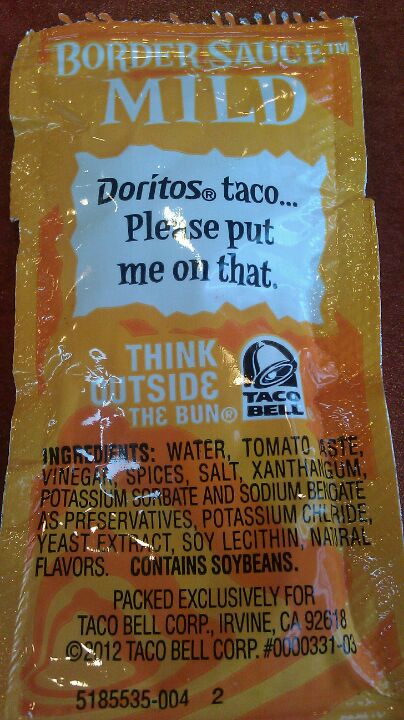 BORDER SAUCE™
MILD
Doritos® taco...
Please put
me on that.
THINK
OUTSIDE
THE BUN®
TACO
BELL
INGREDIENTS: WATER, TOMATO PASTE,
VINEGAR, SPICES, SALT, XANTHAN GUM,
POTASSIUM SORBATE AND SODIUM BENZOATE
AS PRESERVATIVES, POTASSIUM CHLORIDE,
YEAST EXTRACT, SOY LECITHIN, NATURAL
FLAVORS. CONTAINS SOYBEANS.
PACKED EXCLUSIVELY FOR
TACO BELL CORP., IRVINE, CA 92618
©2012 TACO BELL CORP. #0000331-03
5185535-004 2